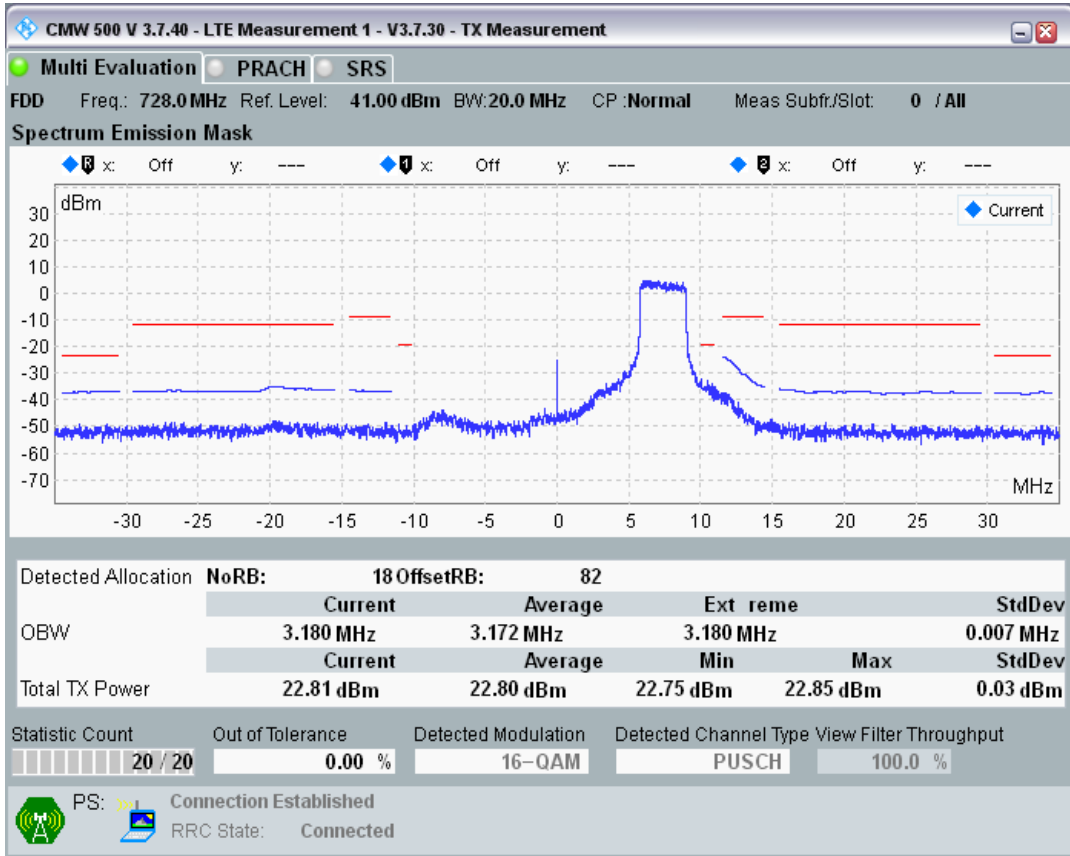 CMW 500 V 3.7.40 - LTE Measurement 1 - V3.7.30 - TX Measurement
Multi Evaluation PRACH SRS
FDD Freq.: 728.0 MHz Ref. Level: 41.00 dBm BW:20.0 MHz CP :Normal Meas Subfr./Slot: 0 / All
Spectrum Emission Mask
R x: Off y: --- 1 x: Off y: --- 2 x: Off y: ---
dBm
Current
30
20
10
0
-10
-20
-30
-40
-50
-60
-70
MHz
-30 -25 -20 -15 -10 -5 0 5 10 15 20 25 30
Detected Allocation NoRB: 18 OffsetRB: 82
Current Average Ext reme StdDev
OBW 3.180 MHz 3.172 MHz 3.180 MHz 0.007 MHz
Current Average Min Max StdDev
Total TX Power 22.81 dBm 22.80 dBm 22.75 dBm 22.85 dBm 0.03 dBm
Statistic Count Out of Tolerance Detected Modulation Detected Channel Type View Filter Throughput
20 / 20 0.00 % 16-QAM PUSCH 100.0 %
PS: Connection Established
RRC State: Connected